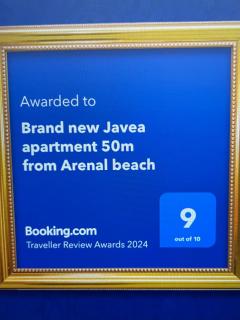 Awarded to
Brand new Javea
apartment 50m
from Arenal beach
9
out of 10
Booking.com
Traveller Review Awards 2024